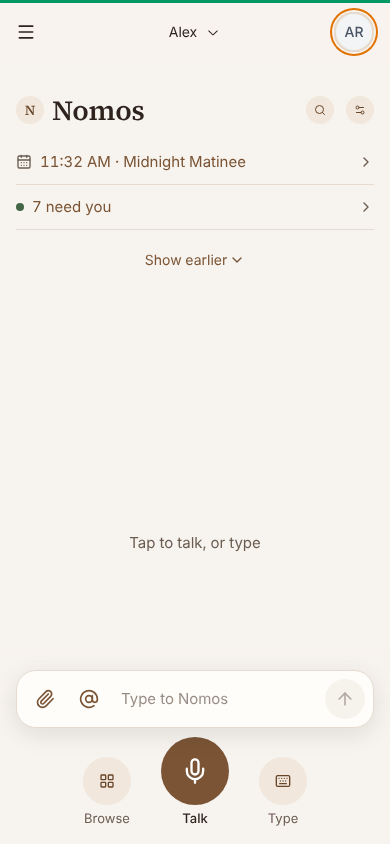 Alex
AR
N Nomos
11:32 AM · Midnight Matinee
7 need you
Show earlier
Tap to talk, or type
Type to Nomos
Browse
Talk
Type